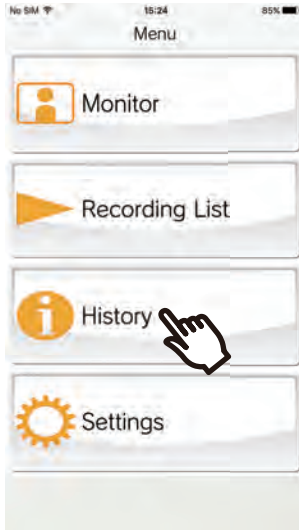 No SIM 15:24 85%
Menu
Monitor
Recording List
History
Settings